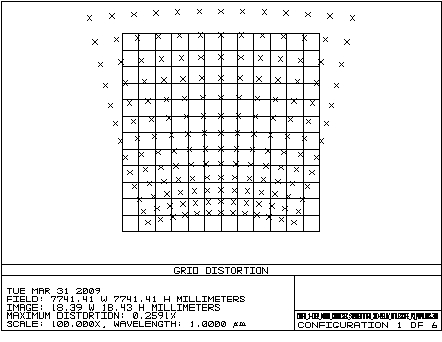 GRID DISTORTION
TUE MAR 31 2009
FIELD: 7741.41 W 7741.41 H MILLIMETERS
IMAGE: 18.39 W 18.43 H MILLIMETERS
MAXIMUM DISTORTION: 0.2591%
SCALE: 100.000X, WAVELENGTH: 1.0000 µm
CONFIGURATION 1 OF 6